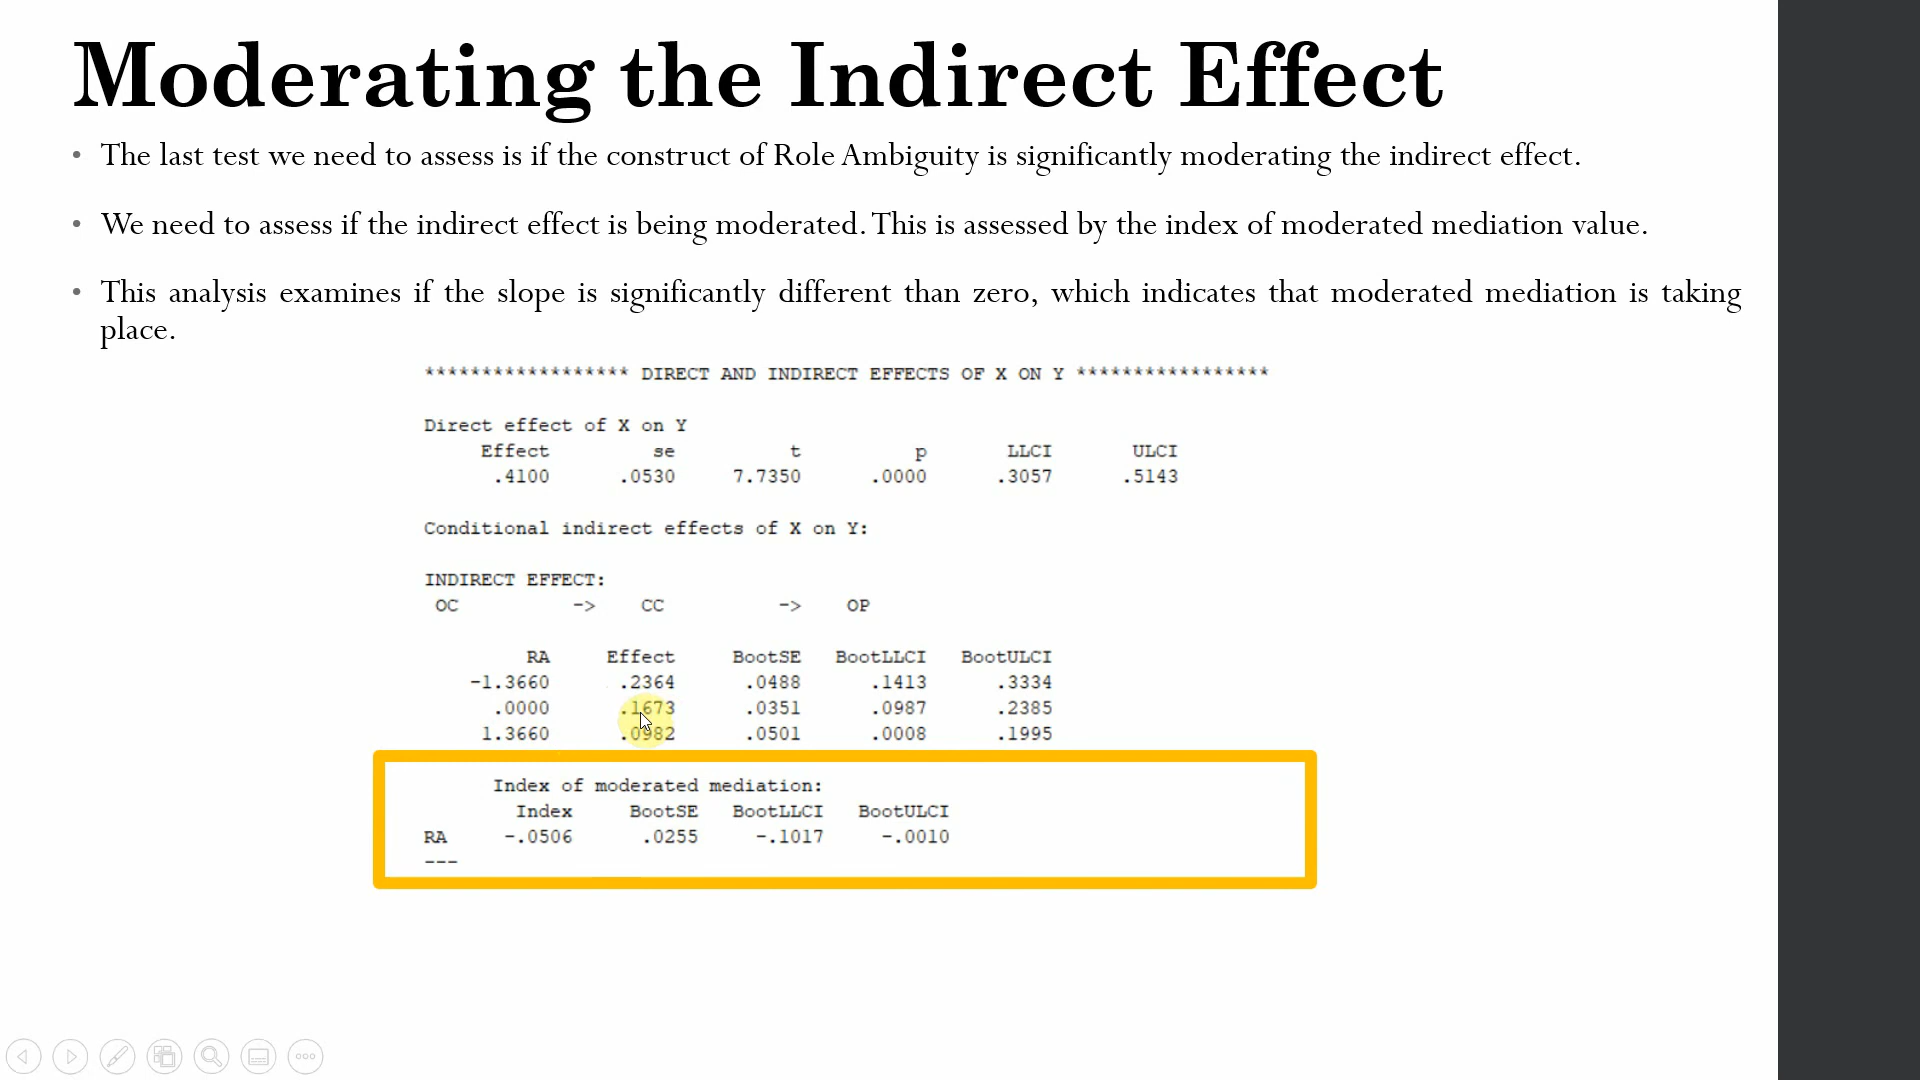 Moderating the Indirect Effect
• The last test we need to assess is if the construct of Role Ambiguity is significantly moderating the indirect effect.
• We need to assess if the indirect effect is being moderated. This is assessed by the index of moderated mediation value.
• This analysis examines if the slope is significantly different than zero, which indicates that moderated mediation is taking
place.
****************** DIRECT AND INDIRECT EFFECTS OF X ON Y *****************
Direct effect of X on Y
Effect se t p LLCI ULCI
.4100 .0530 7.7350 .0000 .3057 .5143
Conditional indirect effects of X on Y:
INDIRECT EFFECT:
OC -> CC -> OP
RA Effect BootSE BootLLCI BootULCI
-1.3660 .2364 .0488 .1413 .3334
.0000 .1673 .0351 .0987 .2385
1.3660 .0982 .0501 .0008 .1995
Index of moderated mediation:
Index BootSE BootLLCI BootULCI
RA -.0506 .0255 -.1017 -.0010
---